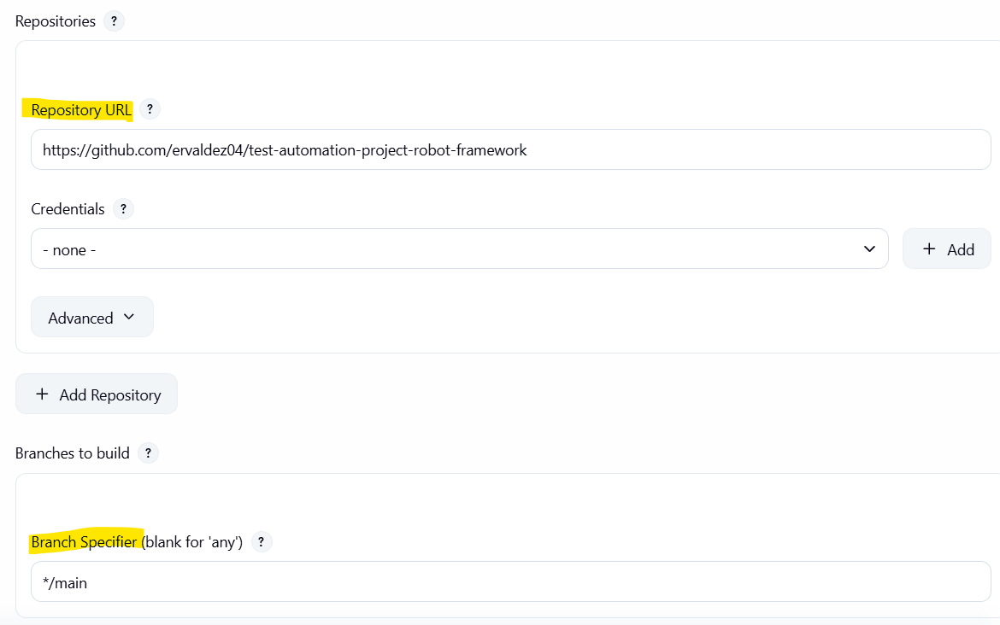 Repositories ?
Repository URL ?
https://github.com/ervaldez04/test-automation-project-robot-framework
Credentials ?
- none -
+ Add
Advanced
+ Add Repository
Branches to build ?
Branch Specifier (blank for 'any') ?
*/main